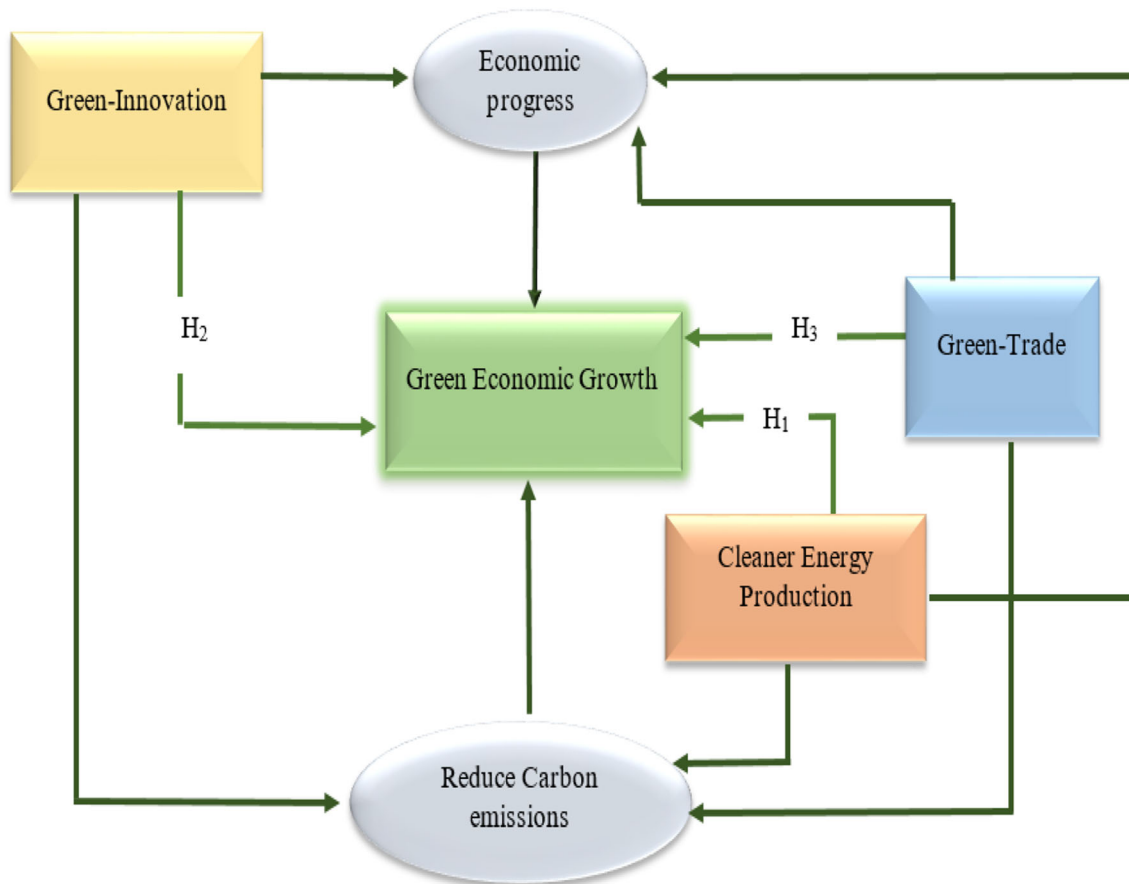 Economic
progress
Green-Innovation
H₂
H₃
Green-Trade
Green Economic Growth
H₁
Cleaner Energy
Production
Reduce Carbon
emissions